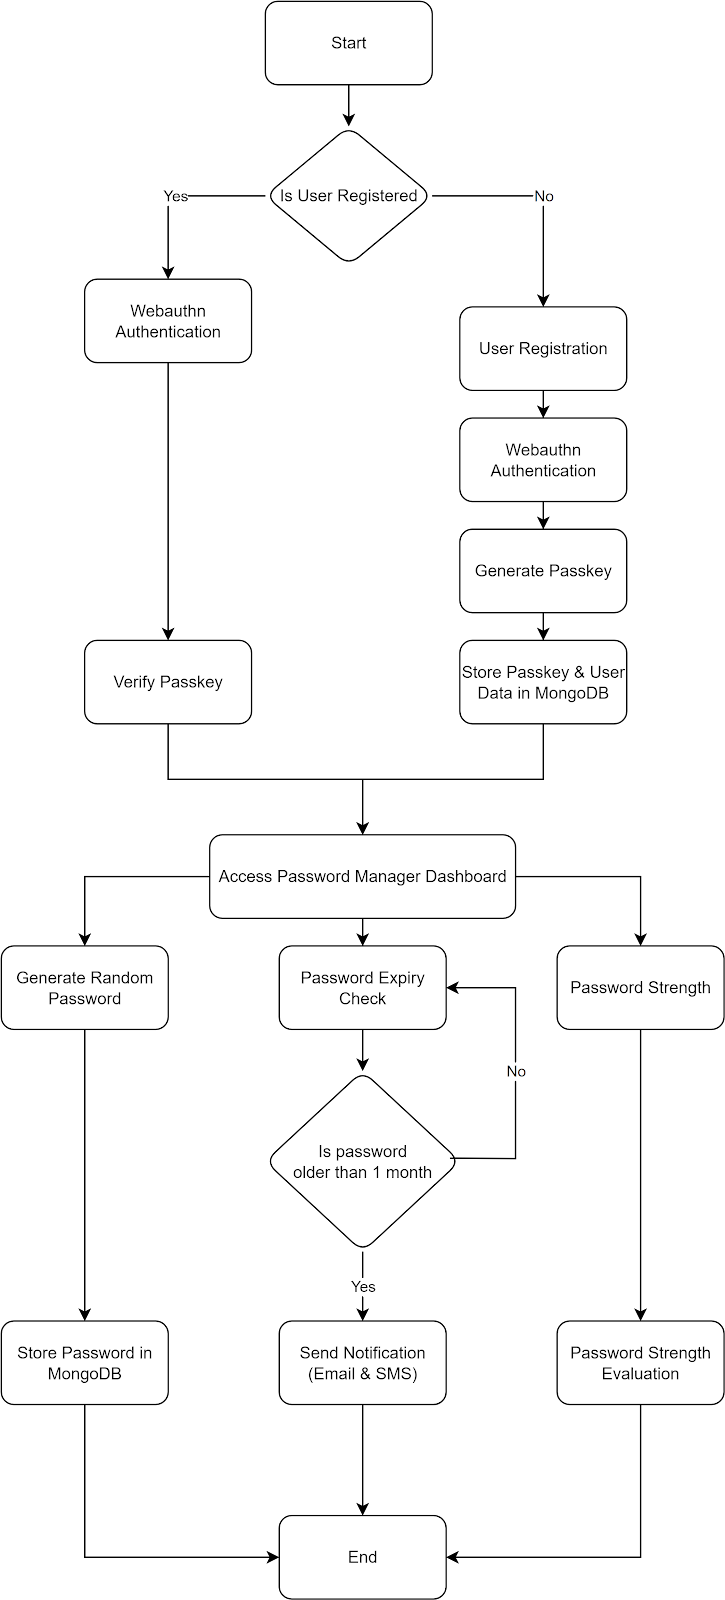 Start
Is User Registered
Yes
No
Webauthn
Authentication
User Registration
Webauthn
Authentication
Generate Passkey
Verify Passkey
Store Passkey & User
Data in MongoDB
Access Password Manager Dashboard
Generate Random
Password
Password Expiry
Check
Password Strength
No
Is password
older than 1 month
Yes
Store Password in
MongoDB
Send Notification
(Email & SMS)
Password Strength
Evaluation
End